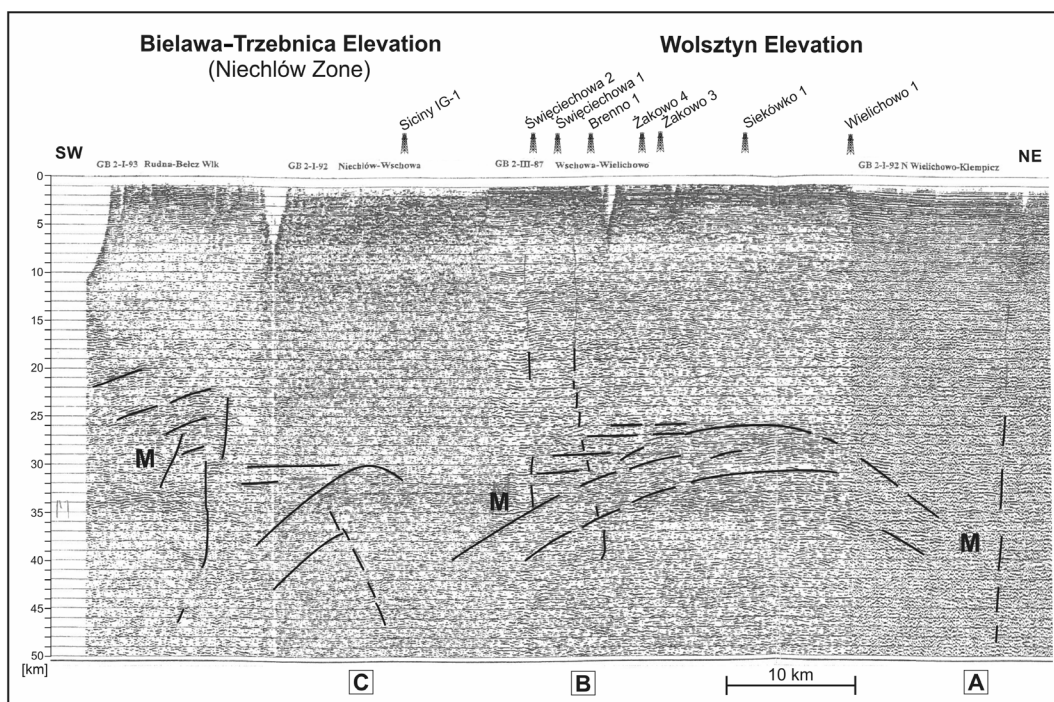 Bielawa–Trzebnica Elevation
(Niechlów Zone)
Wolsztyn Elevation
Siciny IG-1
Święciechowa 2
Święciechowa 1
Brenno 1
Żakowo 4
Żakowo 3
Siekówko 1
Wielichowo 1
SW
NE
GB 2-I-93 Rudna-Bełcz Wlk
GB 2-I-92 Niechlów-Wschowa
GB 2-III-87 Wschowa-Wielichowo
GB 2-I-92 N Wielichowo-Klempicz
0
5
10
15
20
25
30
35
40
45
50
[km]
M
M
M
C
B
10 km
A